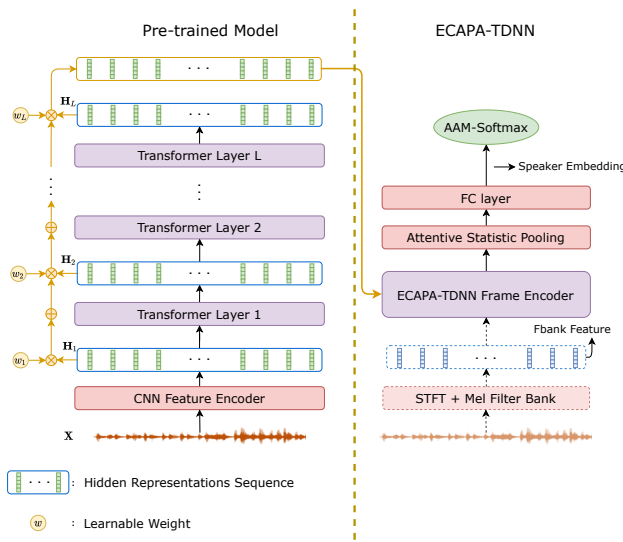 Pre-trained Model
ECAPA-TDNN
w_L
H_L
· · ·
· · ·
Transformer Layer L
Transformer Layer 2
w_2
H_2
· · ·
Transformer Layer 1
w_1
H_1
· · ·
CNN Feature Encoder
X
AAM-Softmax
Speaker Embedding
FC layer
Attentive Statistic Pooling
ECAPA-TDNN Frame Encoder
Fbank Feature
· · ·
STFT + Mel Filter Bank
· · · : Hidden Representations Sequence
w : Learnable Weight